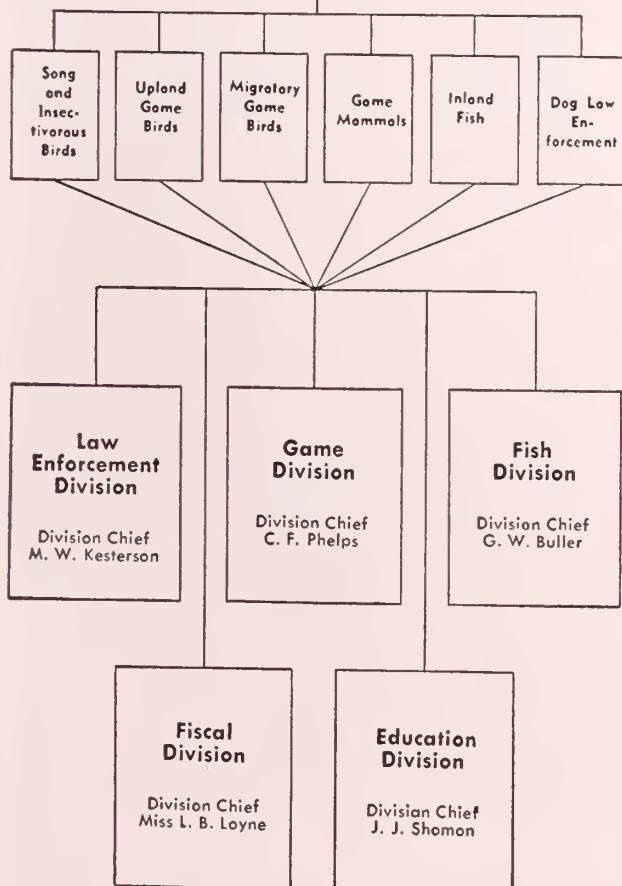 Song
and
Insec-
tivorous
Birds
Upland
Game
Birds
Migratory
Game
Birds
Game
Mammals
Inland
Fish
Dog Law
En-
forcement
Law
Enforcement
Division
Division Chief
M. W. Kesterson
Game
Division
Division Chief
C. F. Phelps
Fish
Division
Division Chief
G. W. Buller
Fiscal
Division
Division Chief
Miss L. B. Layne
Education
Division
Division Chief
J. J. Shomon